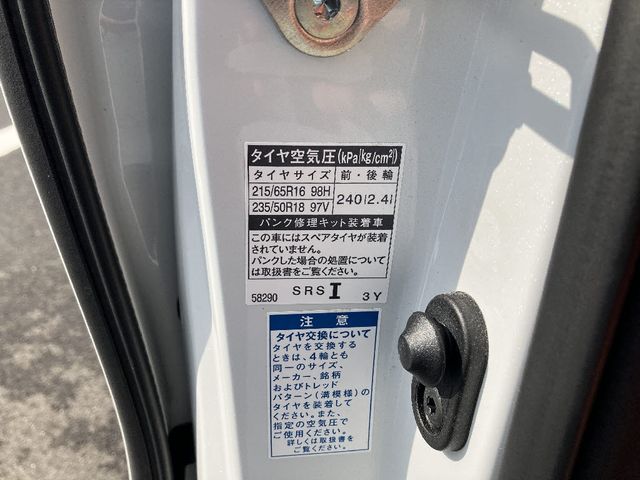 タイヤ空気圧(kPa{kg/cm²})
タイヤサイズ 前・後輪
215/65R16 98H
235/50R18 97V
240{2.4}
パンク修理キット装着車
この車にはスペアタイヤが装着
されていません。
パンクした場合の処置について
は取扱書をご覧ください。
58290 SRS I 3Y
注意
タイヤ交換について
タイヤを交換する
ときは、4輪とも
同一のサイズ、
メーカー、銘柄
およびトレッド
パターン(溝模様)の
タイヤを装着して
ください。また、
指定の空気圧で
ご使用ください。
詳しくは取扱書を
ご覧ください。